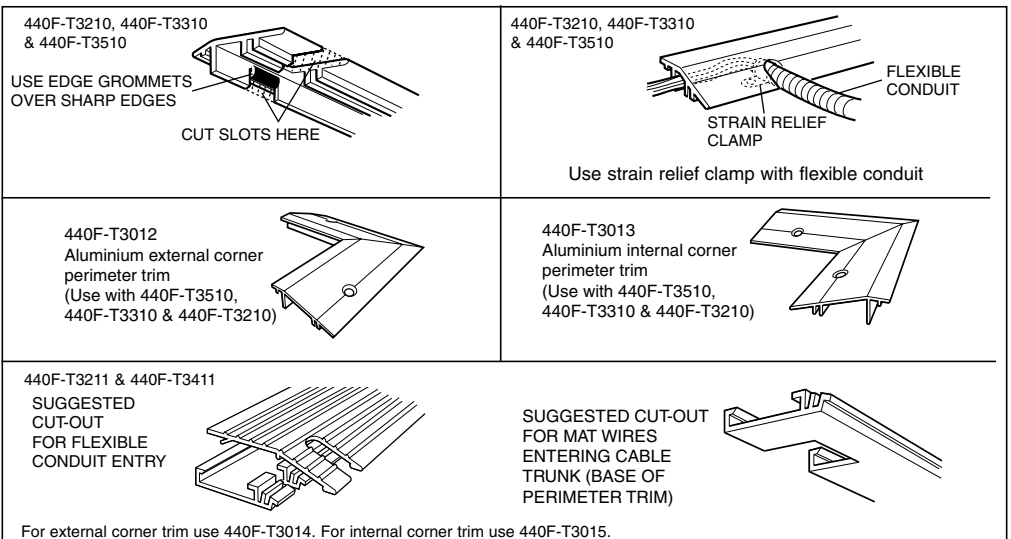 440F-T3210, 440F-T3310
& 440F-T3510
USE EDGE GROMMETS
OVER SHARP EDGES
CUT SLOTS HERE
440F-T3210, 440F-T3310
& 440F-T3510
FLEXIBLE
CONDUIT
STRAIN RELIEF
CLAMP
Use strain relief clamp with flexible conduit
440F-T3012
Aluminium external corner
perimeter trim
(Use with 440F-T3510,
440F-T3310 & 440F-T3210)
440F-T3013
Aluminium internal corner
perimeter trim
(Use with 440F-T3510,
440F-T3310 & 440F-T3210)
440F-T3211 & 440F-T3411
SUGGESTED
CUT-OUT
FOR FLEXIBLE
CONDUIT ENTRY
SUGGESTED CUT-OUT
FOR MAT WIRES
ENTERING CABLE
TRUNK (BASE OF
PERIMETER TRIM)
For external corner trim use 440F-T3014. For internal corner trim use 440F-T3015.